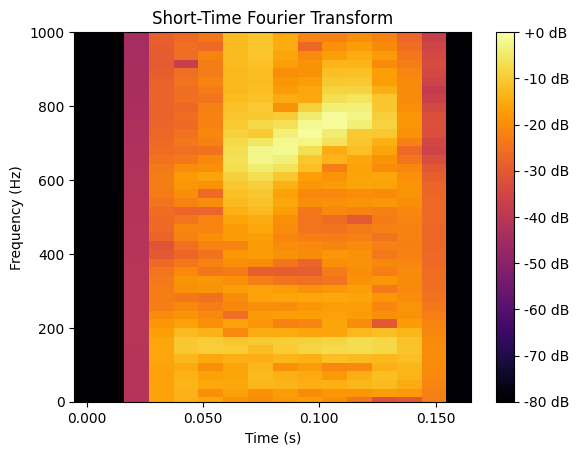 Short-Time Fourier Transform
1000
800
600
400
200
0
Frequency (Hz)
0.000
0.050
0.100
0.150
Time (s)
+0 dB
-10 dB
-20 dB
-30 dB
-40 dB
-50 dB
-60 dB
-70 dB
-80 dB